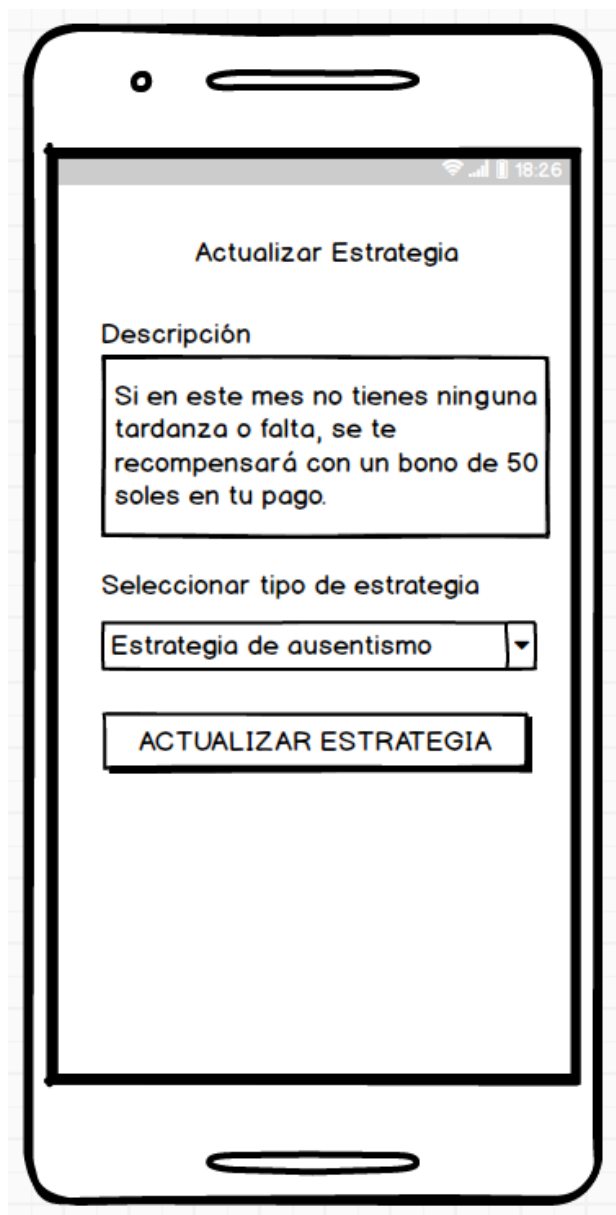 18:26
Actualizar Estrategia
Descripción
Si en este mes no tienes ninguna
tardanza o falta, se te
recompensará con un bono de 50
soles en tu pago.
Seleccionar tipo de estrategia
Estrategia de ausentismo
ACTUALIZAR ESTRATEGIA